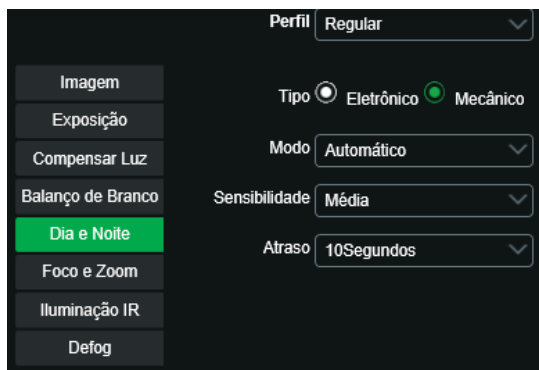 Perfil Regular
Imagem
Exposição
Compensar Luz
Balanço de Branco
Dia e Noite
Foco e Zoom
Iluminação IR
Defog
Tipo Eletrônico Mecânico
Modo Automático
Sensibilidade Média
Atraso 10Segundos